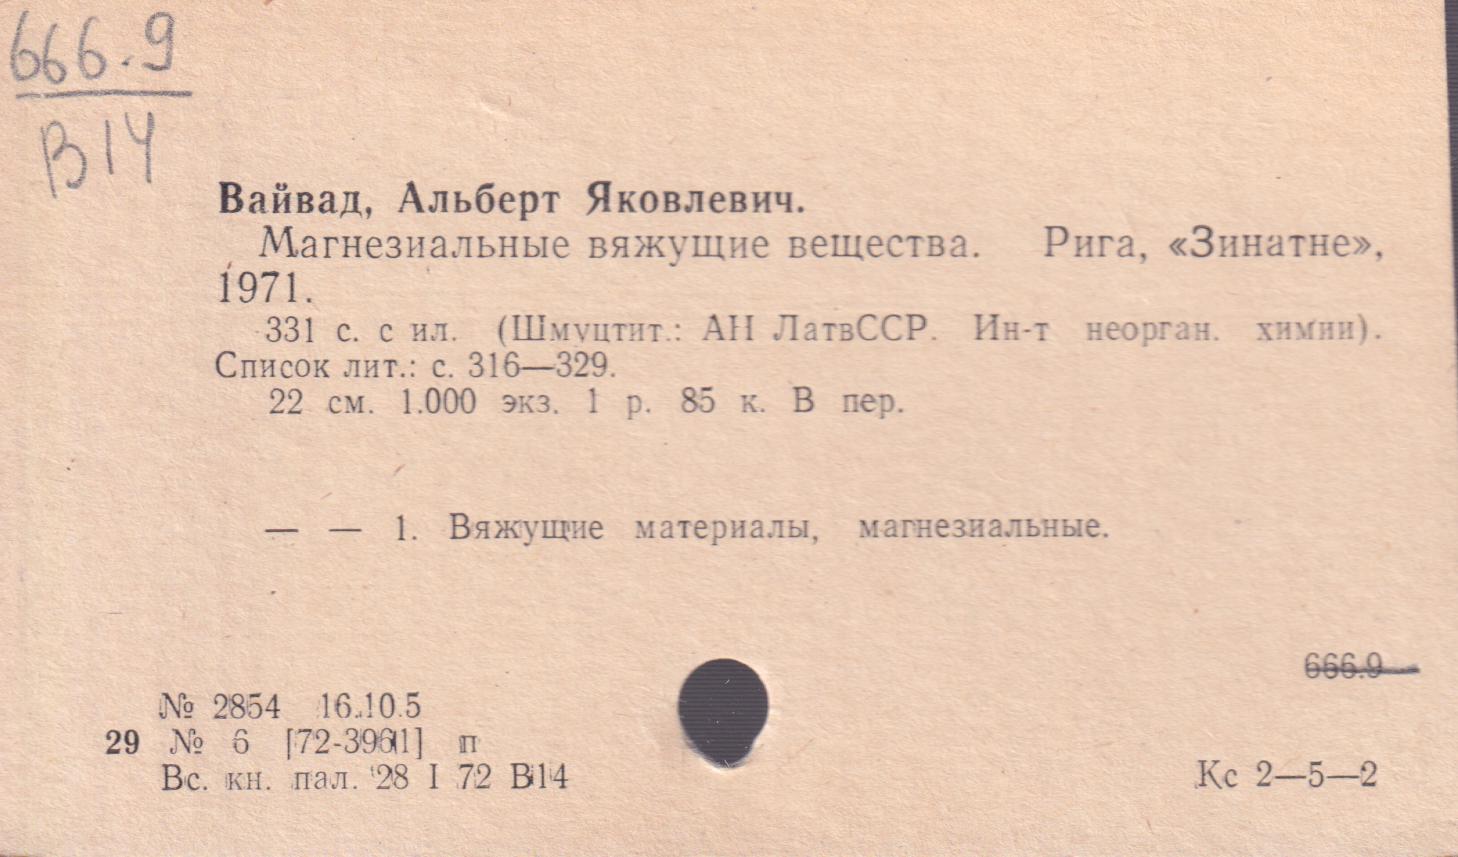 666.9
В14
Вайвад, Альберт Яковлевич.
Магнезиальные вяжущие вещества. Рига, «Зинатне»,
1971.
331 с. с ил. (Шмуцтит.: АН ЛатвССР. Ин-т неорган. химии).
Список лит.: с. 316—329.
22 см. 1.000 экз. 1 р. 85 к. В пер.
— — 1. Вяжущие материалы, магнезиальные.
666.9
№ 2854 16.10.5
29 № 6 [72-3961] п
Вс. кн. пал. 28 I 72 В14
Кс 2—5—2